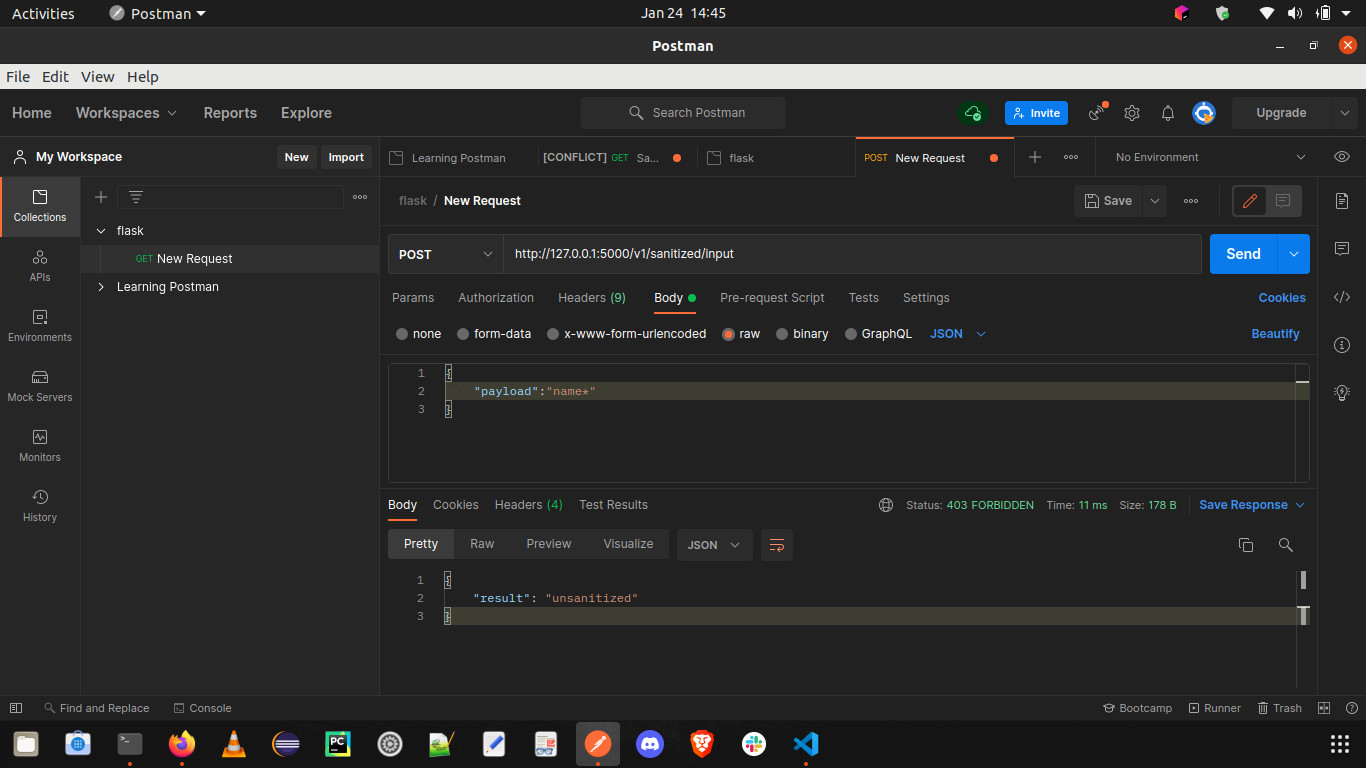 Activities Postman Jan 24 14:45
Postman
File Edit View Help
Home Workspaces Reports Explore Search Postman Invite Upgrade
My Workspace New Import Learning Postman [CONFLICT] GET Sa... flask POST New Request No Environment
Collections
flask / New Request Save
flask
GET New Request
Learning Postman
POST http://127.0.0.1:5000/v1/sanitized/input Send
APIs
Environments
Mock Servers
Monitors
History
Params Authorization Headers (9) Body Pre-request Script Tests Settings Cookies
none form-data x-www-form-urlencoded raw binary GraphQL JSON Beautify
1 {
2 "payload":"name*"
3 }
Body Cookies Headers (4) Test Results Status: 403 FORBIDDEN Time: 11 ms Size: 178 B Save Response
Pretty Raw Preview Visualize JSON
1 {
2 "result": "unsanitized"
3 }
Find and Replace Console Bootcamp Runner Trash
PC